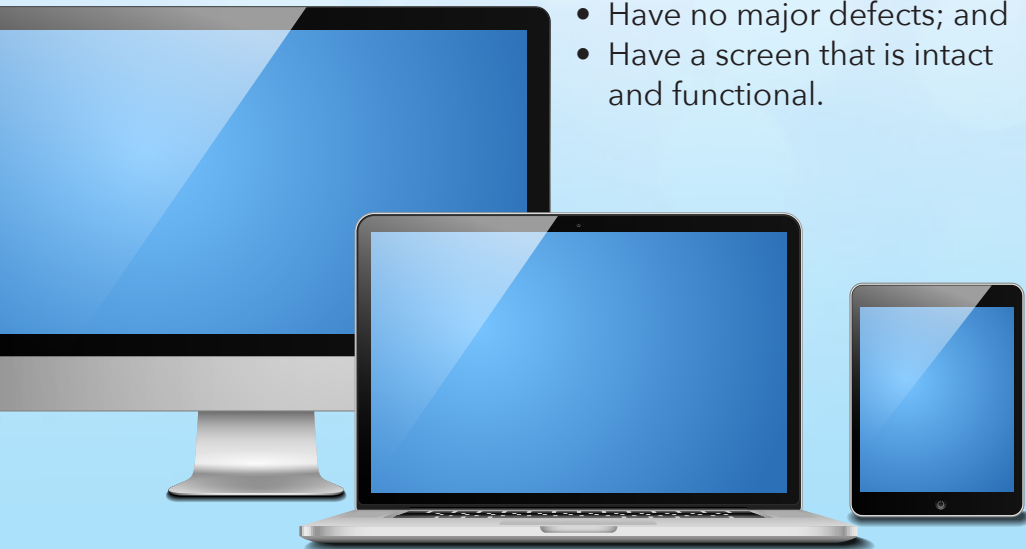 • Have no major defects; and
• Have a screen that is intact
and functional.